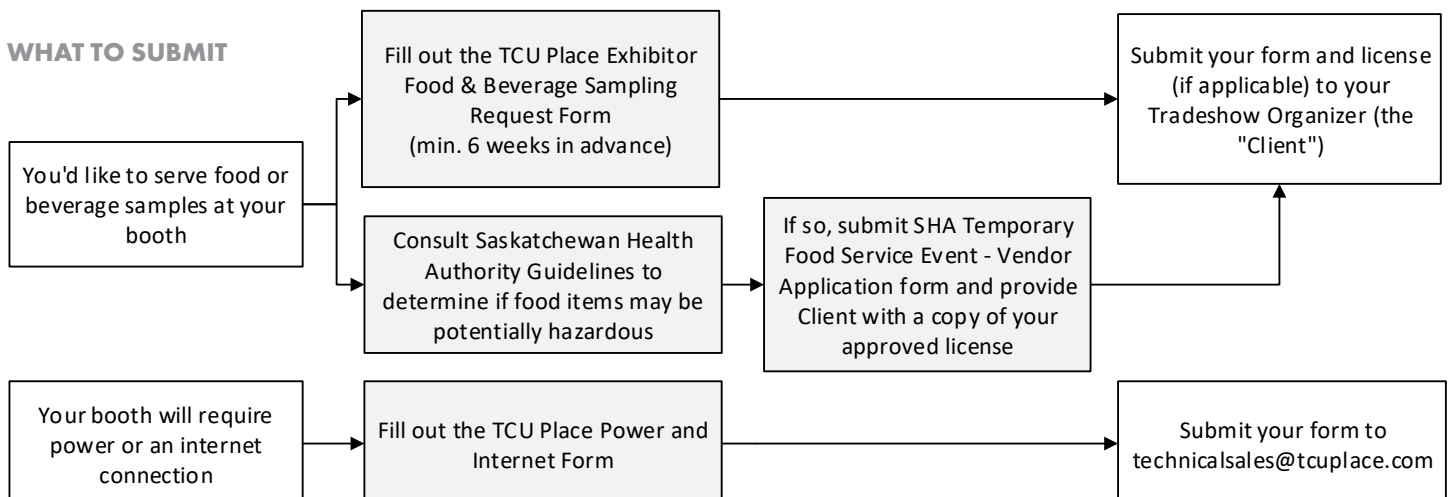 WHAT TO SUBMIT
You'd like to serve food or
beverage samples at your
booth
Fill out the TCU Place Exhibitor
Food & Beverage Sampling
Request Form
(min. 6 weeks in advance)
Submit your form and license
(if applicable) to your
Tradeshow Organizer (the
"Client")
Consult Saskatchewan Health
Authority Guidelines to
determine if food items may be
potentially hazardous
If so, submit SHA Temporary
Food Service Event - Vendor
Application form and provide
Client with a copy of your
approved license
Your booth will require
power or an internet
connection
Fill out the TCU Place Power and
Internet Form
Submit your form to
technicalsales@tcuplace.com